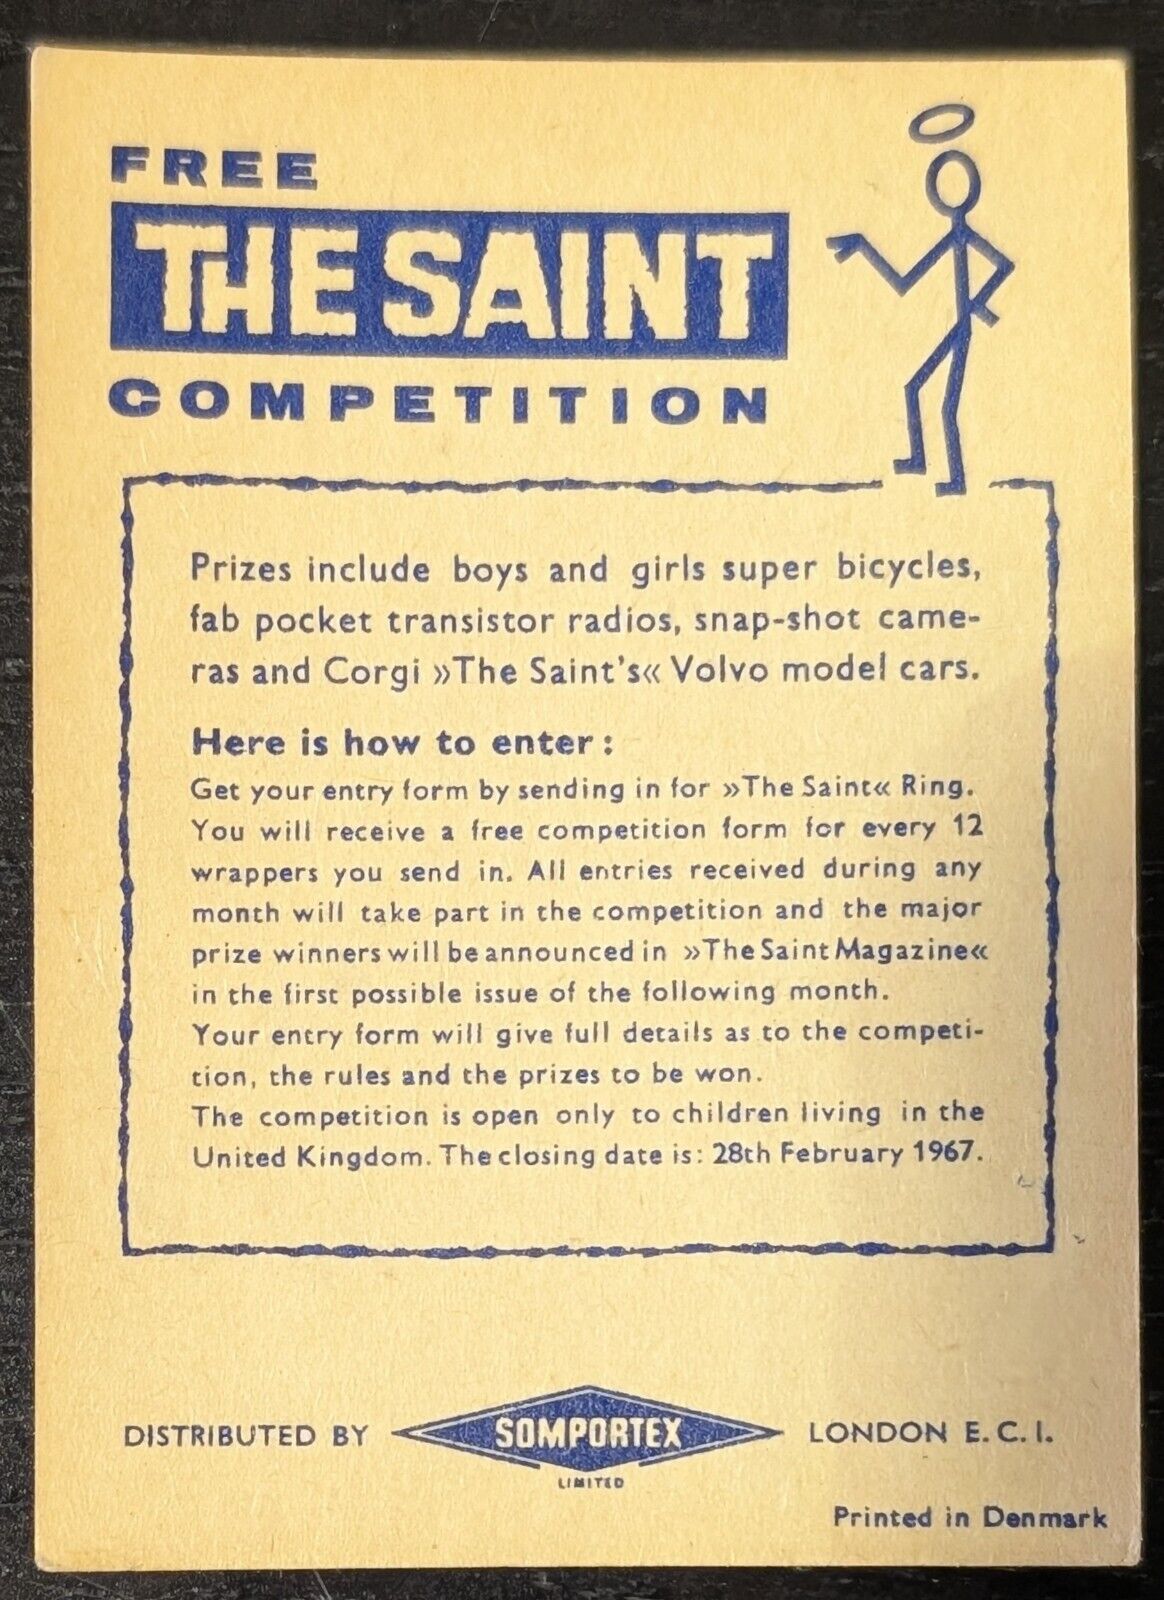 FREE
THE SAINT
COMPETITION
Prizes include boys and girls super bicycles,
fab pocket transistor radios, snap-shot came-
ras and Corgi »The Saint's« Volvo model cars.
Here is how to enter:
Get your entry form by sending in for »The Saint« Ring.
You will receive a free competition form for every 12
wrappers you send in. All entries received during any
month will take part in the competition and the major
prize winners will be announced in »The Saint Magazine«
in the first possible issue of the following month.
Your entry form will give full details as to the competi-
tion, the rules and the prizes to be won.
The competition is open only to children living in the
United Kingdom. The closing date is: 28th February 1967.
DISTRIBUTED BY SOMPORTEX LONDON E.C.I.
LIMITED
Printed in Denmark